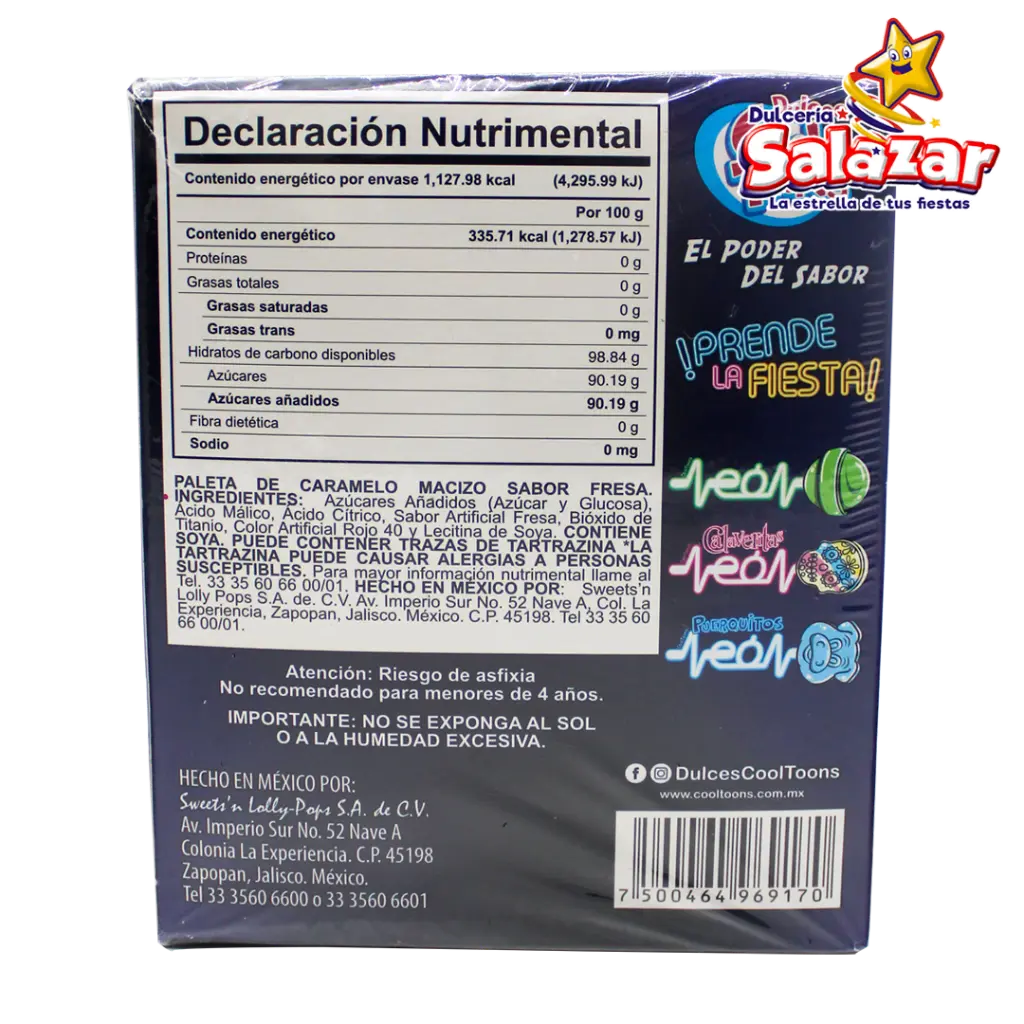 Declaración Nutrimental
Contenido energético por envase 1,127.98 kcal (4,295.99 kJ)
Por 100 g
Contenido energético 335.71 kcal (1,278.57 kJ)
Proteínas 0 g
Grasas totales 0 g
Grasas saturadas 0 g
Grasas trans 0 mg
Hidratos de carbono disponibles 98.84 g
Azúcares 90.19 g
Azúcares añadidos 90.19 g
Fibra dietética 0 g
Sodio 0 mg
PALETA DE CARAMELO MACIZO SABOR FRESA.
INGREDIENTES: Azúcares Añadidos (Azúcar y Glucosa),
Ácido Málico, Ácido Cítrico, Sabor Artificial Fresa, Bióxido de
Titanio, Color Artificial Rojo 40 y Lecitina de Soya. CONTIENE
SOYA. PUEDE CONTENER TRAZAS DE TARTRAZINA *LA
TARTRAZINA PUEDE CAUSAR ALERGIAS A PERSONAS
SUSCEPTIBLES. Para mayor información nutrimental llame al
Tel. 33 35 60 66 00/01. HECHO EN MÉXICO POR: Sweets'n
Lolly Pops S.A. de C.V. Av. Imperio Sur No. 52 Nave A, Col. La
Experiencia, Zapopan, Jalisco. México. C.P. 45198. Tel 33 35 60
66 00/01.
Atención: Riesgo de asfixia
No recomendado para menores de 4 años.
IMPORTANTE: NO SE EXPONGA AL SOL
O A LA HUMEDAD EXCESIVA.
HECHO EN MÉXICO POR:
Sweets'n Lolly-Pops S.A. de C.V.
Av. Imperio Sur No. 52 Nave A
Colonia La Experiencia. C.P. 45198
Zapopan, Jalisco. México.
Tel 33 3560 6600 o 33 3560 6601
Dulcería
Salazar
La estrella de tus fiestas
EL PODER
DEL SABOR
¡PRENDE
LA FIESTA!
Neón
Calaveritas
Neón
Puerquitos
Neón
DulcesCoolToons
www.cooltoons.com.mx
7 500464 969170